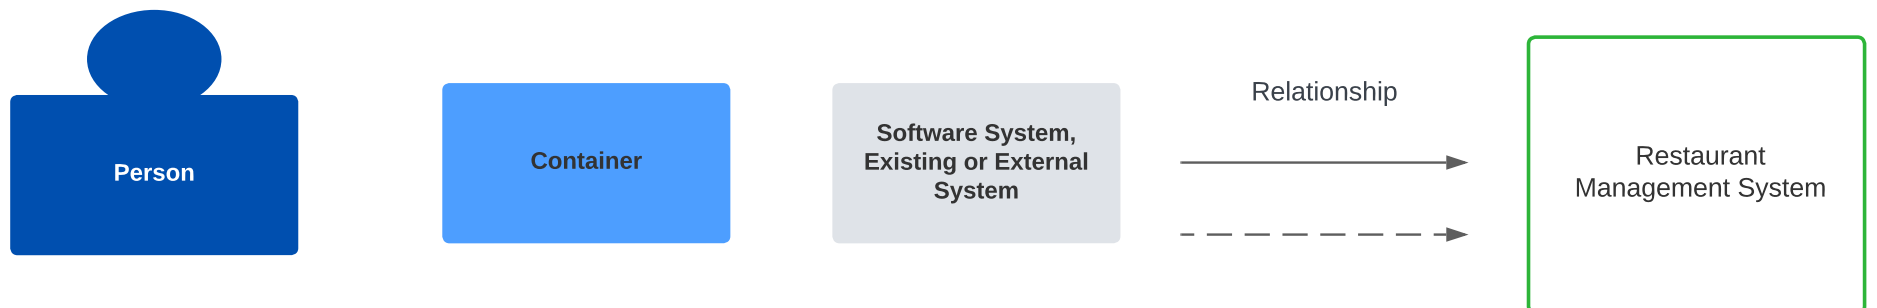 Person
Container
Software System,
Existing or External
System
Relationship
Restaurant
Management System